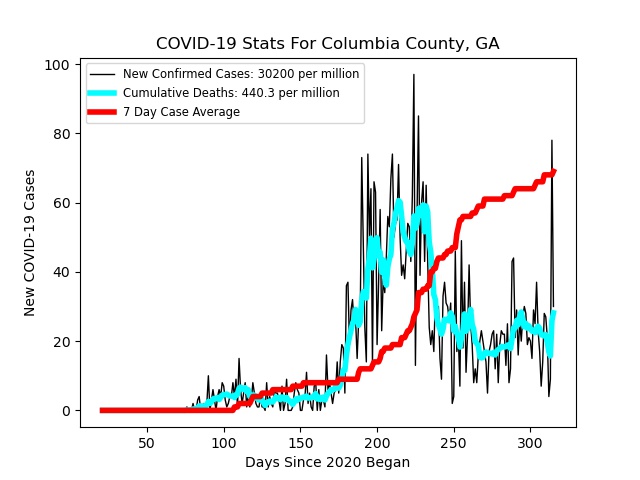 COVID-19 Stats For Columbia County, GA
New Confirmed Cases: 30200 per million
Cumulative Deaths: 440.3 per million
7 Day Case Average
New COVID-19 Cases
100
80
60
40
20
0
50 100 150 200 250 300
Days Since 2020 Began